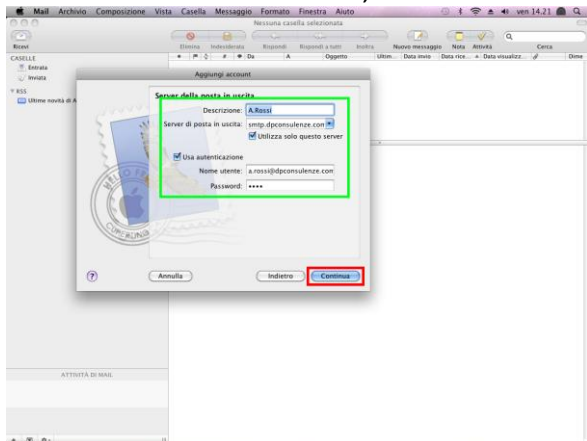 Mail Archivio Composizione Vista Casella Messaggio Formato Finestra Aiuto ven 14.21
Nessuna casella selezionata
Ricevi Elimina Indesiderata Rispondi Rispondi a tutti Inoltra Nuovo messaggio Nota Attività Cerca
Da A Oggetto Data invio Data visualizz...
CASELLE
Entrata
Inviata
RSS
Ultime novità di A
Aggiungi account
Server della posta in uscita
Descrizione: A.Rossi
Server di posta in uscita: smtp.dpconsulenze.com
Utilizza solo questo server
Usa autenticazione
Nome utente: a.rossi@dpconsulenze.com
Password: ••••
HELLO FROM
CUPERTINO
? Annulla Indietro Continua
ATTIVITÀ DI MAIL